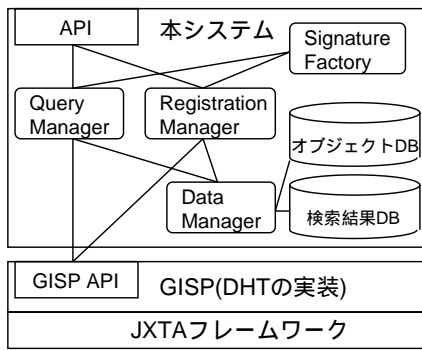 API
本システム
Signature
Factory
Query
Manager
Registration
Manager
オブジェクトDB
Data
Manager
検索結果DB
GISP API
GISP(DHTの実装)
JXTAフレームワーク